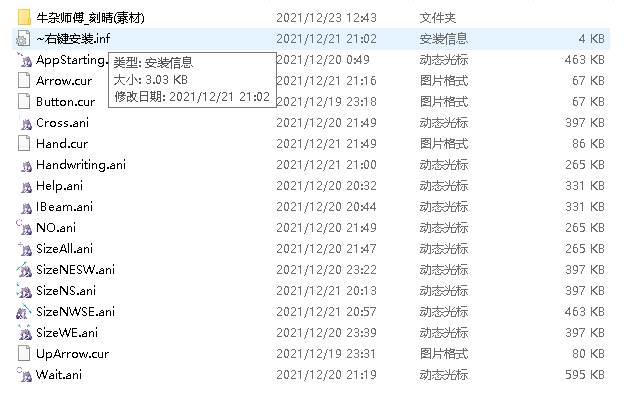 牛杂师傅_刻晴(素材) 2021/12/23 12:43 文件夹
~右键安装.inf 2021/12/21 21:02 安装信息 4 KB
AppStarting. 2021/12/20 0:49 动态光标 463 KB
类型: 安装信息
大小: 3.03 KB
修改日期: 2021/12/21 21:02
Arrow.cur 2021/12/21 21:16 图片格式 67 KB
Button.cur 2021/12/19 23:18 图片格式 67 KB
Cross.ani 2021/12/20 21:49 动态光标 397 KB
Hand.cur 2021/12/21 21:49 图片格式 86 KB
Handwriting.ani 2021/12/21 21:00 动态光标 265 KB
Help.ani 2021/12/20 20:32 动态光标 331 KB
IBeam.ani 2021/12/20 20:44 动态光标 331 KB
NO.ani 2021/12/20 21:49 动态光标 265 KB
SizeAll.ani 2021/12/20 21:47 动态光标 265 KB
SizeNESW.ani 2021/12/20 23:22 动态光标 397 KB
SizeNS.ani 2021/12/21 20:13 动态光标 397 KB
SizeNWSE.ani 2021/12/21 20:57 动态光标 463 KB
SizeWE.ani 2021/12/20 23:39 动态光标 397 KB
UpArrow.cur 2021/12/19 23:31 图片格式 80 KB
Wait.ani 2021/12/20 21:19 动态光标 595 KB